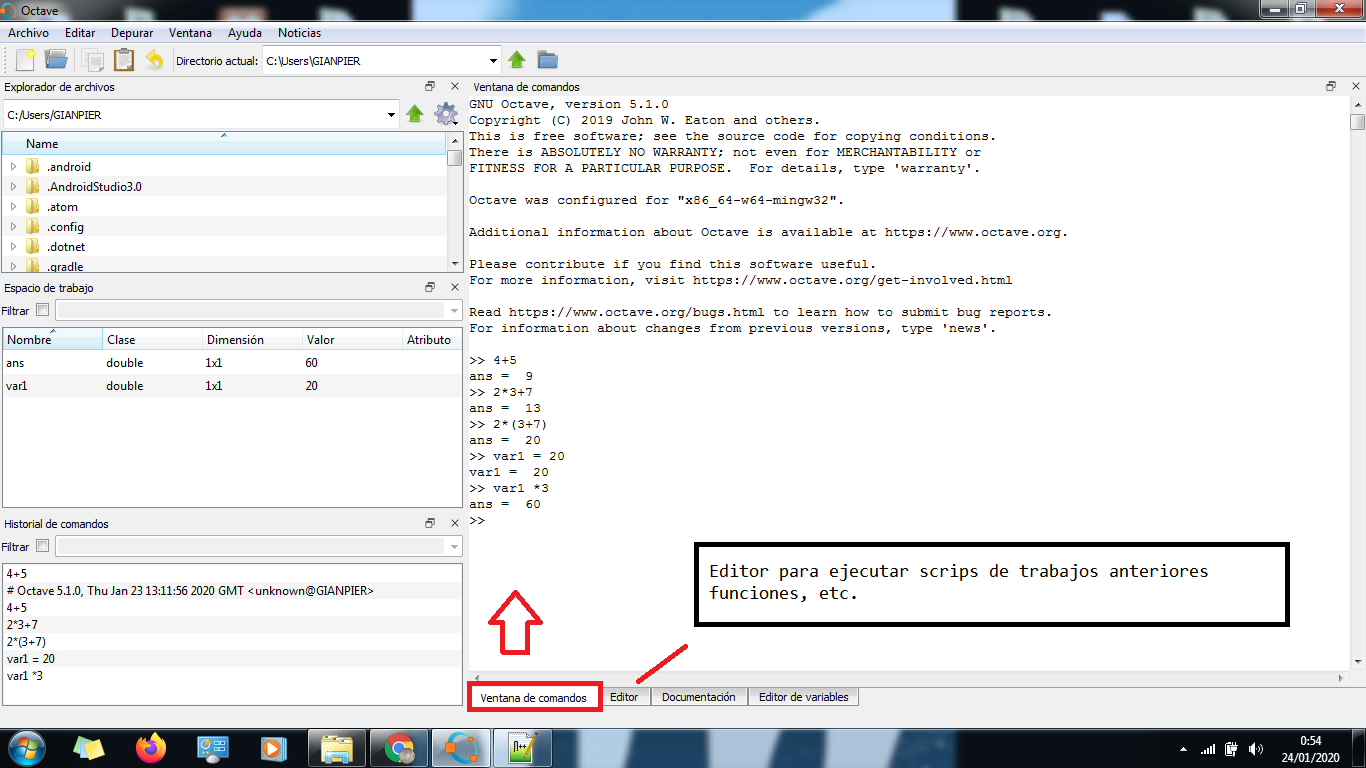 Octave
Archivo Editar Depurar Ventana Ayuda Noticias
Directorio actual: C:\Users\GIANPIER
Explorador de archivos
C:/Users/GIANPIER
Name
.android
.AndroidStudio3.0
.atom
.config
.dotnet
.gradle
Espacio de trabajo
Filtrar
Nombre Clase Dimensión Valor Atributo
ans double 1x1 60
var1 double 1x1 20
Historial de comandos
Filtrar
4+5
# Octave 5.1.0, Thu Jan 23 13:11:56 2020 GMT <unknown@GIANPIER>
4+5
2*3+7
2*(3+7)
var1 = 20
var1 *3
Ventana de comandos
GNU Octave, version 5.1.0
Copyright (C) 2019 John W. Eaton and others.
This is free software; see the source code for copying conditions.
There is ABSOLUTELY NO WARRANTY; not even for MERCHANTABILITY or
FITNESS FOR A PARTICULAR PURPOSE.  For details, type 'warranty'.
Octave was configured for "x86_64-w64-mingw32".
Additional information about Octave is available at https://www.octave.org.
Please contribute if you find this software useful.
For more information, visit https://www.octave.org/get-involved.html
Read https://www.octave.org/bugs.html to learn how to submit bug reports.
For information about changes from previous versions, type 'news'.
>> 4+5
ans =  9
>> 2*3+7
ans =  13
>> 2*(3+7)
ans =  20
>> var1 = 20
var1 =  20
>> var1 *3
ans =  60
>>
Editor para ejecutar scrips de trabajos anteriores
funciones, etc.
Ventana de comandos Editor Documentación Editor de variables
0:54
24/01/2020